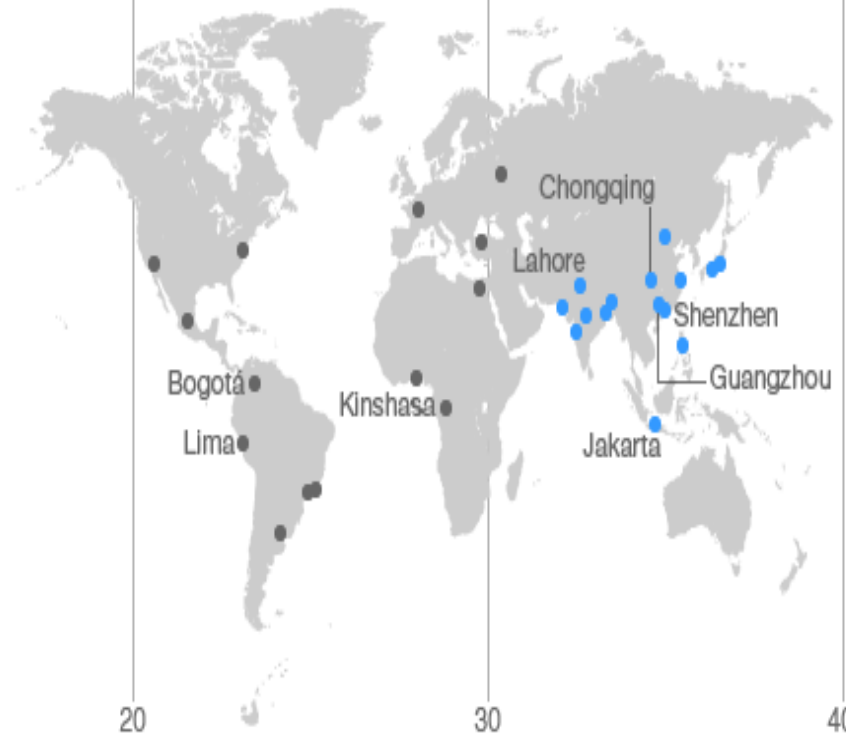 Chongqing
Lahore
Shenzhen
Bogotá
Guangzhou
Kinshasa
Lima
Jakarta
20
30
40